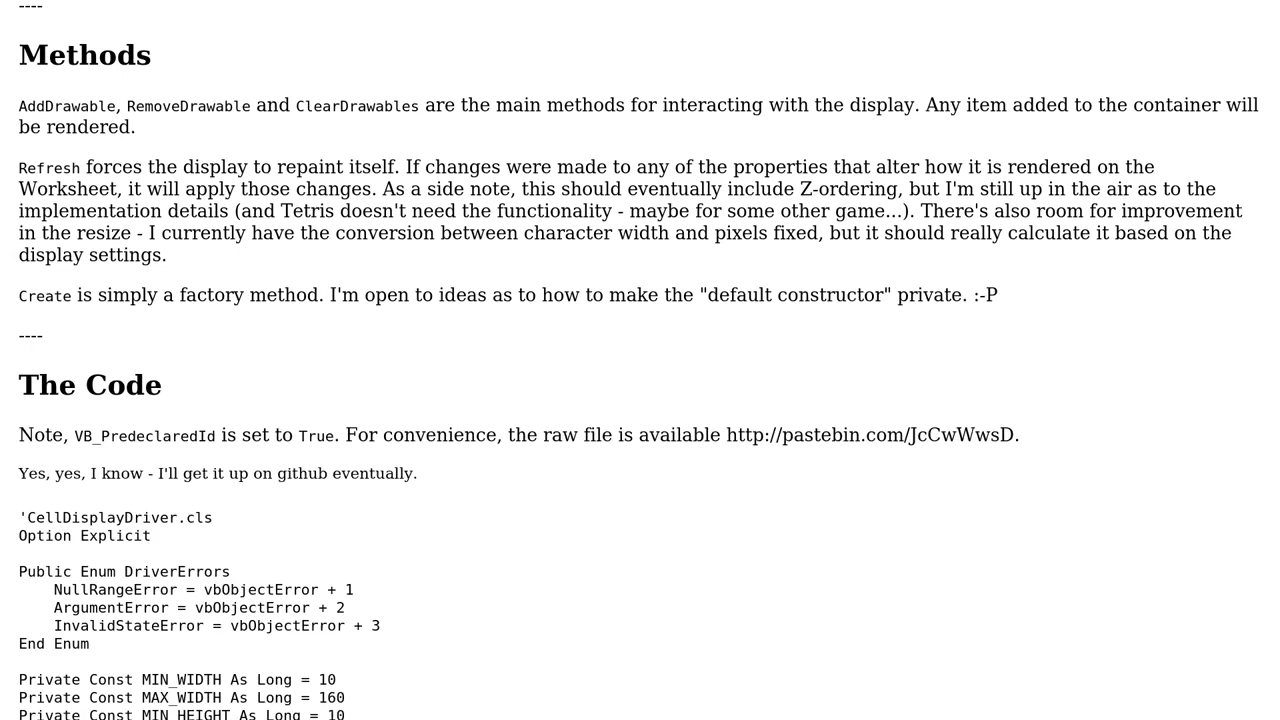 ----
Methods
AddDrawable, RemoveDrawable and ClearDrawables are the main methods for interacting with the display. Any item added to the container will
be rendered.
Refresh forces the display to repaint itself. If changes were made to any of the properties that alter how it is rendered on the
Worksheet, it will apply those changes. As a side note, this should eventually include Z-ordering, but I'm still up in the air as to the
implementation details (and Tetris doesn't need the functionality - maybe for some other game...). There's also room for improvement
in the resize - I currently have the conversion between character width and pixels fixed, but it should really calculate it based on the
display settings.
Create is simply a factory method. I'm open to ideas as to how to make the "default constructor" private. :-P
----
The Code
Note, VB_PredeclaredId is set to True. For convenience, the raw file is available http://pastebin.com/JcCwWwsD.
Yes, yes, I know - I'll get it up on github eventually.
'CellDisplayDriver.cls
Option Explicit
Public Enum DriverErrors
    NullRangeError = vbObjectError + 1
    ArgumentError = vbObjectError + 2
    InvalidStateError = vbObjectError + 3
End Enum
Private Const MIN_WIDTH As Long = 10
Private Const MAX_WIDTH As Long = 160
Private Const MIN_HEIGHT As Long = 10